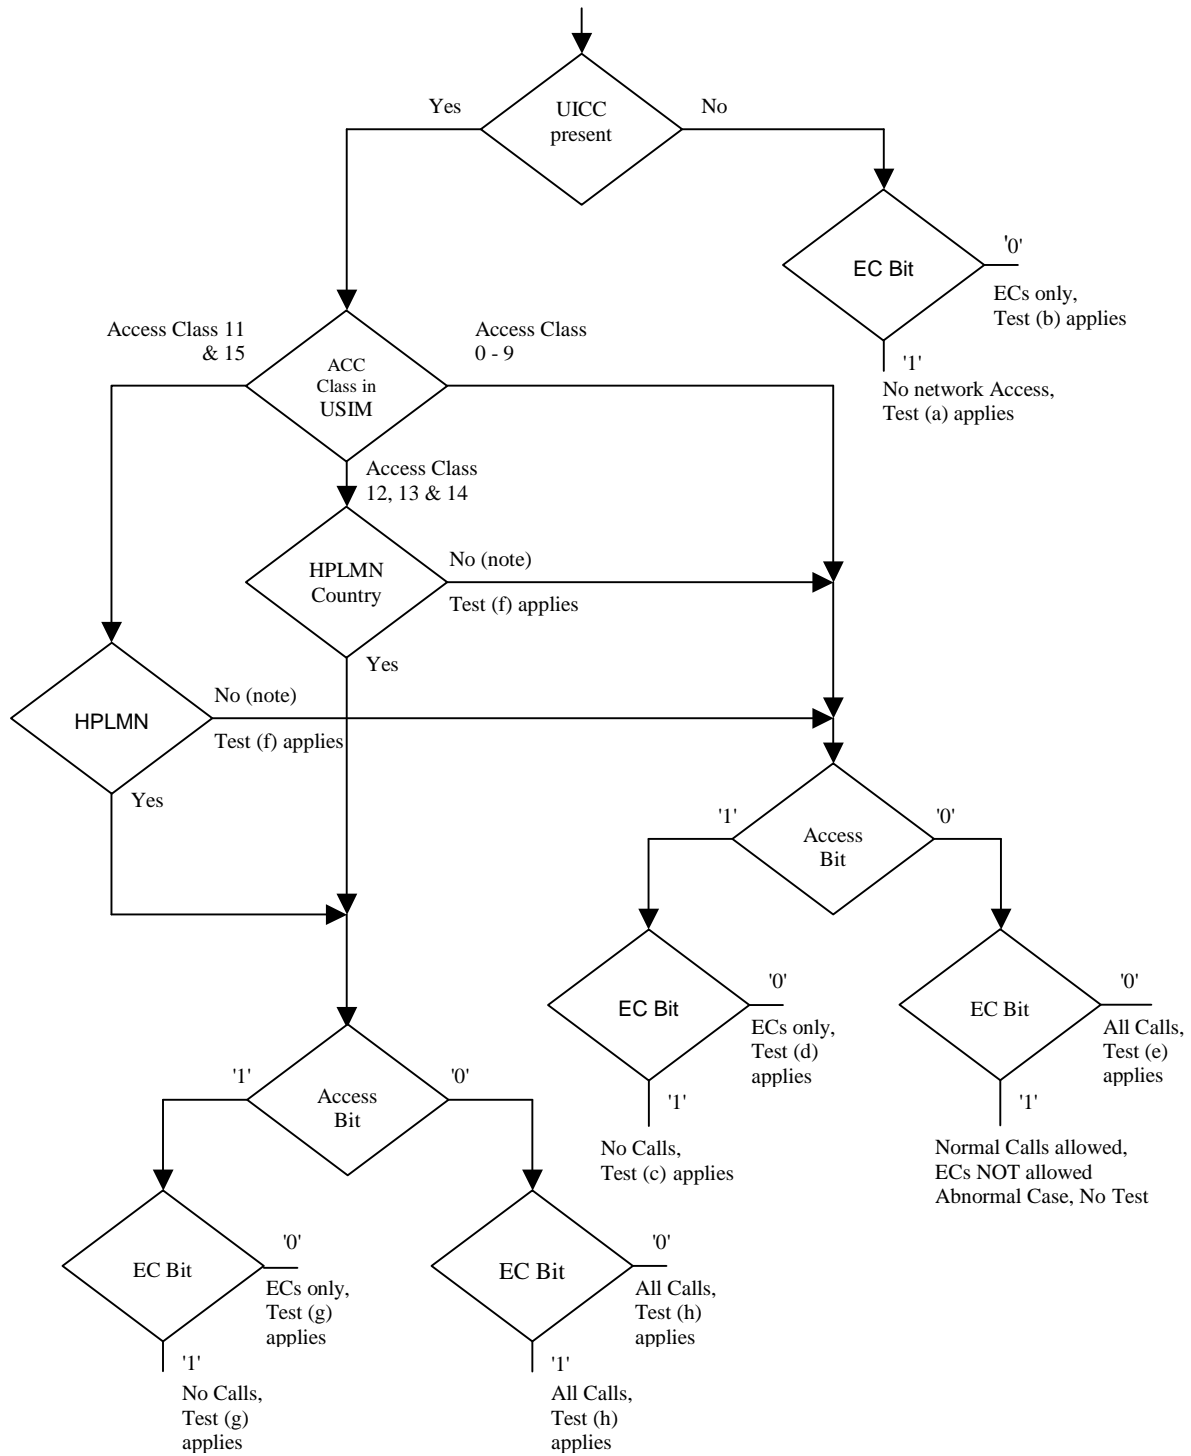 Yes
UICC
present
No
EC Bit
'0'
ECs only,
Test (b) applies
'1'
No network Access,
Test (a) applies
Access Class 11
& 15
ACC
Class in
USIM
Access Class
0 - 9
Access Class
12, 13 & 14
HPLMN
Country
No (note)
Test (f) applies
Yes
HPLMN
No (note)
Test (f) applies
Yes
'1'
Access
Bit
'0'
EC Bit
'0'
ECs only,
Test (d)
applies
'1'
No Calls,
Test (c) applies
EC Bit
'0'
All Calls,
Test (e)
applies
'1'
Normal Calls allowed,
ECs NOT allowed
Abnormal Case, No Test
'1'
Access
Bit
'0'
EC Bit
'0'
ECs only,
Test (g)
applies
'1'
No Calls,
Test (g)
applies
EC Bit
'0'
All Calls,
Test (h)
applies
'1'
All Calls,
Test (h)
applies